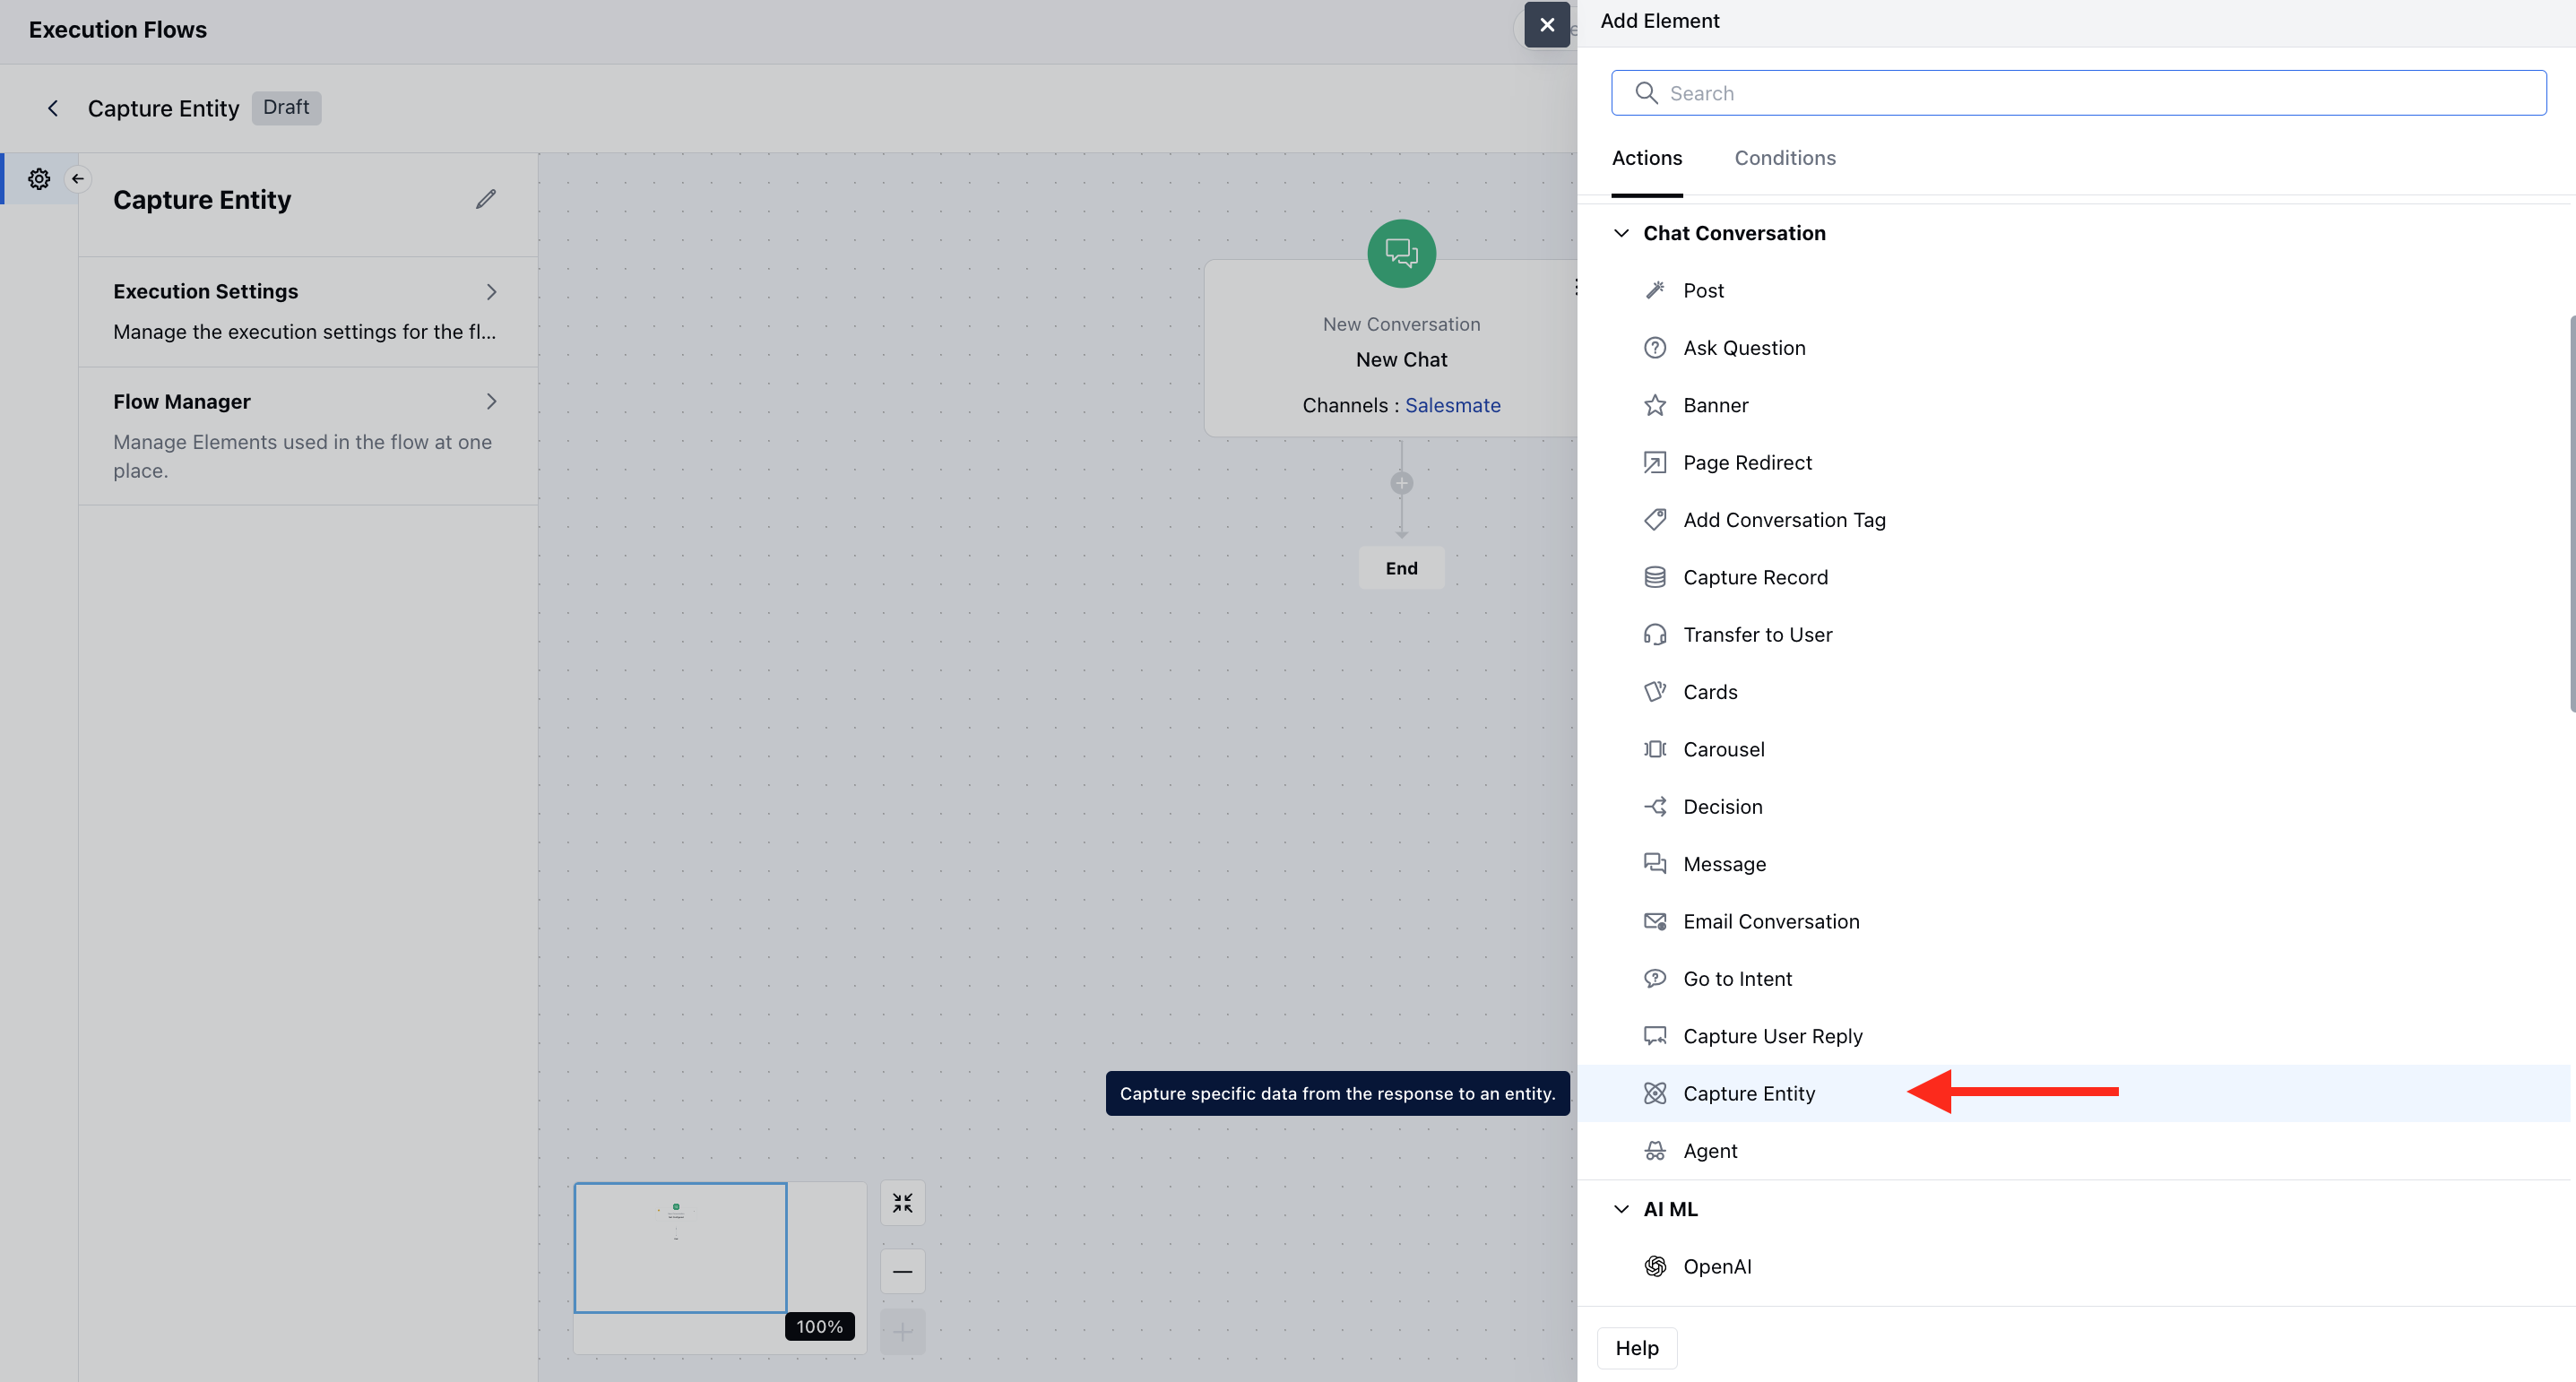 Execution Flows
Add Element
Search
Capture Entity
Draft
Actions
Conditions
Capture Entity
Execution Settings
Manage the execution settings for the fl...
Flow Manager
Manage Elements used in the flow at one
place.
New Conversation
New Chat
Channels : Salesmate
End
Chat Conversation
Post
Ask Question
Banner
Page Redirect
Add Conversation Tag
Capture Record
Transfer to User
Cards
Carousel
Decision
Message
Email Conversation
Go to Intent
Capture User Reply
Capture specific data from the response to an entity.
Capture Entity
Agent
AI ML
OpenAI
100%
Help